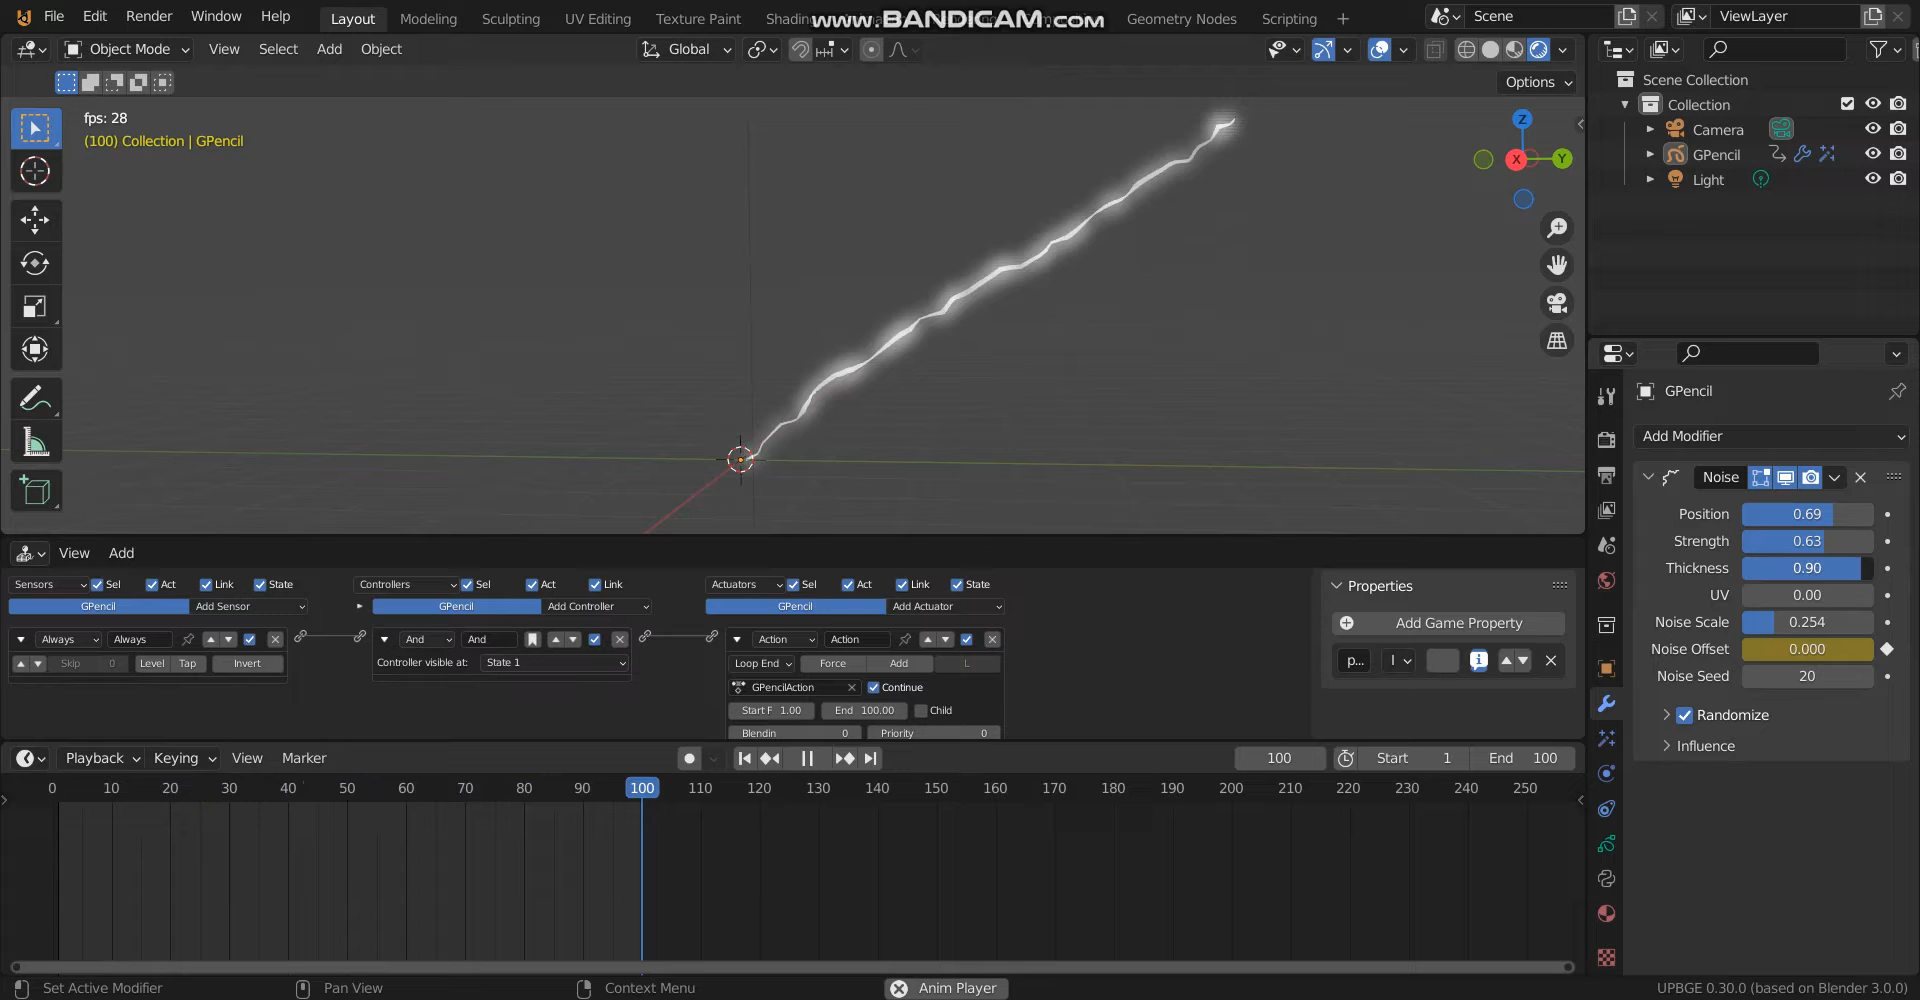 File Edit Render Window Help Layout Modeling Sculpting UV Editing Texture Paint Shading www.BANDICAM.com Geometry Nodes Scripting Scene ViewLayer
Object Mode View Select Add Object Global
Options
fps: 28
(100) Collection | GPencil
Z
X Y
Scene Collection
Collection
Camera
GPencil
Light
GPencil
Add Modifier
Noise
Position 0.69
Strength 0.63
Thickness 0.90
UV 0.00
Noise Scale 0.254
Noise Offset 0.000
Noise Seed 20
Randomize
Influence
View Add
Sensors Sel Act Link State Controllers Sel Act Link Actuators Sel Act Link State
GPencil Add Sensor GPencil Add Controller GPencil Add Actuator
Always Always And And Action Action
Skip 0 Level Tap Invert Controller visible at: State 1 Loop End Force Add L
GPencilAction Continue
Start F 1.00 End 100.00 Child
Blendin 0 Priority 0
Properties
Add Game Property
p... I
Playback Keying View Marker 100 Start 1 End 100
0 10 20 30 40 50 60 70 80 90 100 110 120 130 140 150 160 170 180 190 200 210 220 230 240 250
Set Active Modifier Pan View Context Menu Anim Player UPBGE 0.30.0 (based on Blender 3.0.0)